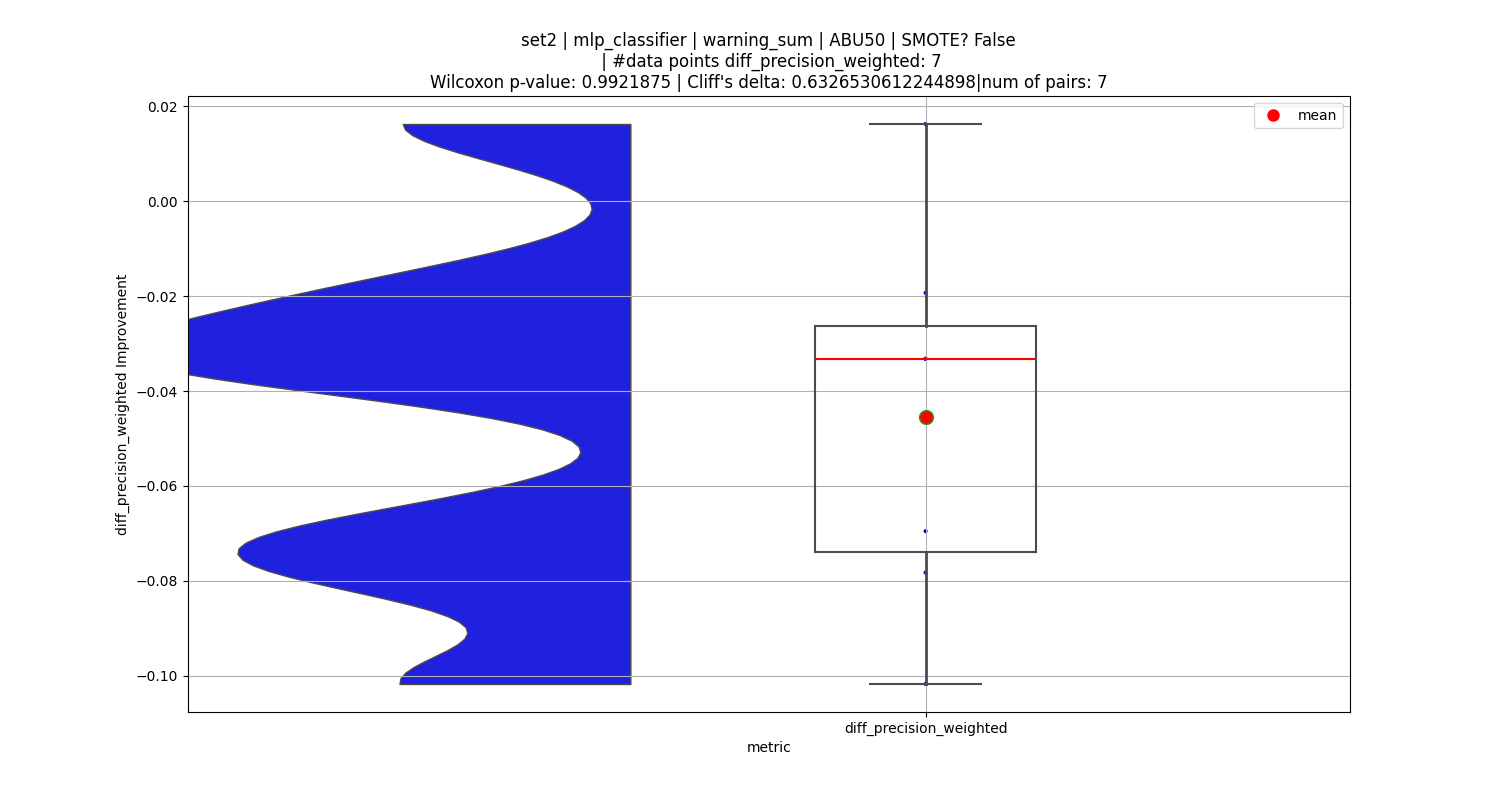 set2 | mlp_classifier | warning_sum | ABU50 | SMOTE? False
| #data points diff_precision_weighted: 7
Wilcoxon p-value: 0.9921875 | Cliff's delta: 0.6326530612244898|num of pairs: 7
mean
0.02
0.00
−0.02
−0.04
−0.06
−0.08
−0.10
diff_precision_weighted Improvement
diff_precision_weighted
metric